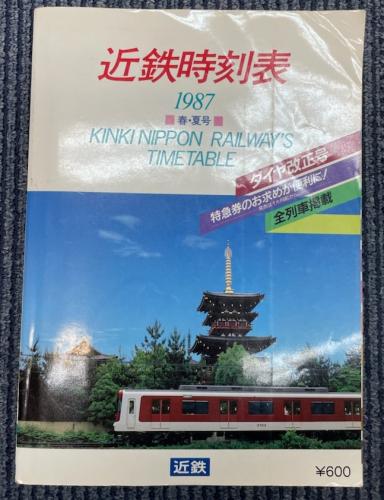 近鉄時刻表
1987
■春・夏号■
KINKI NIPPON RAILWAY'S
TIMETABLE
ダイヤ改正号
特急券のお求めが便利に!
全列車掲載
近鉄
¥600